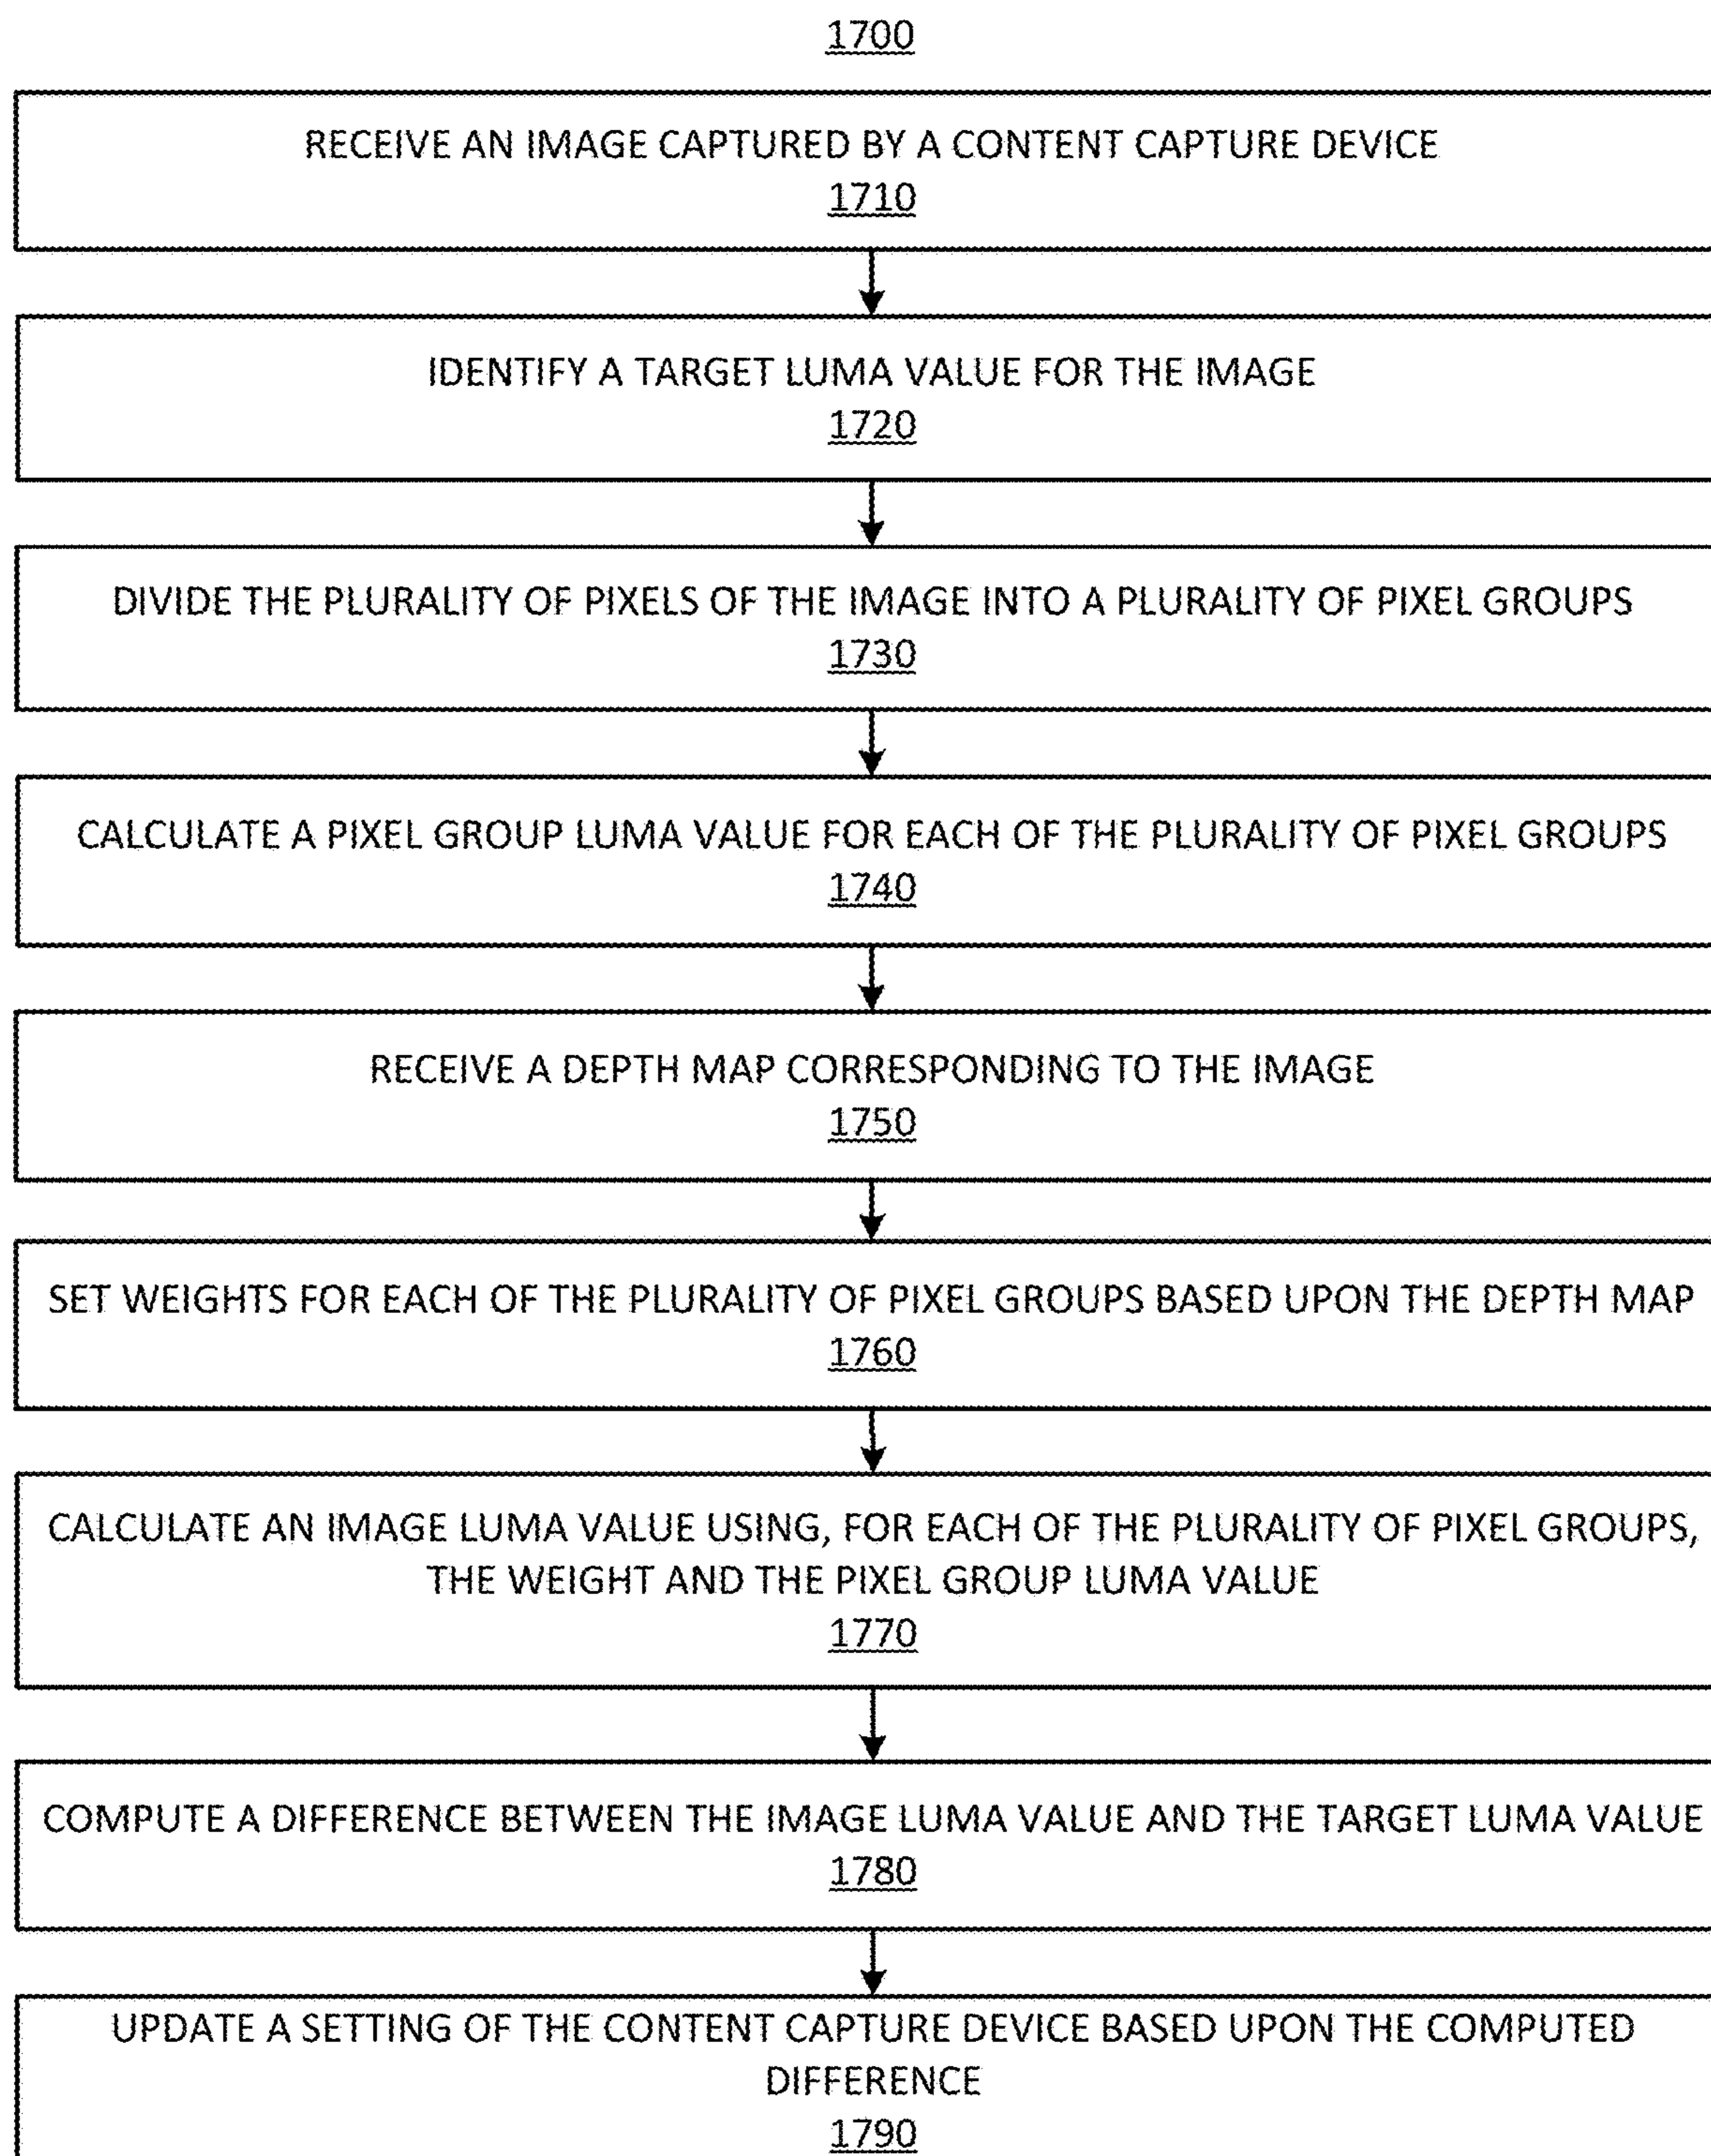 1700
RECEIVE AN IMAGE CAPTURED BY A CONTENT CAPTURE DEVICE
1710
IDENTIFY A TARGET LUMA VALUE FOR THE IMAGE
1720
DIVIDE THE PLURALITY OF PIXELS OF THE IMAGE INTO A PLURALITY OF PIXEL GROUPS
1730
CALCULATE A PIXEL GROUP LUMA VALUE FOR EACH OF THE PLURALITY OF PIXEL GROUPS
1740
RECEIVE A DEPTH MAP CORRESPONDING TO THE IMAGE
1750
SET WEIGHTS FOR EACH OF THE PLURALITY OF PIXEL GROUPS BASED UPON THE DEPTH MAP
1760
CALCULATE AN IMAGE LUMA VALUE USING, FOR EACH OF THE PLURALITY OF PIXEL GROUPS,
THE WEIGHT AND THE PIXEL GROUP LUMA VALUE
1770
COMPUTE A DIFFERENCE BETWEEN THE IMAGE LUMA VALUE AND THE TARGET LUMA VALUE
1780
UPDATE A SETTING OF THE CONTENT CAPTURE DEVICE BASED UPON THE COMPUTED
DIFFERENCE
1790